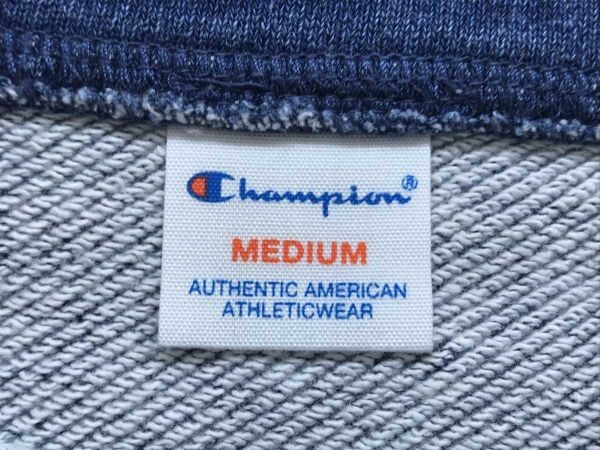 Champion®
MEDIUM
AUTHENTIC AMERICAN
ATHLETICWEAR